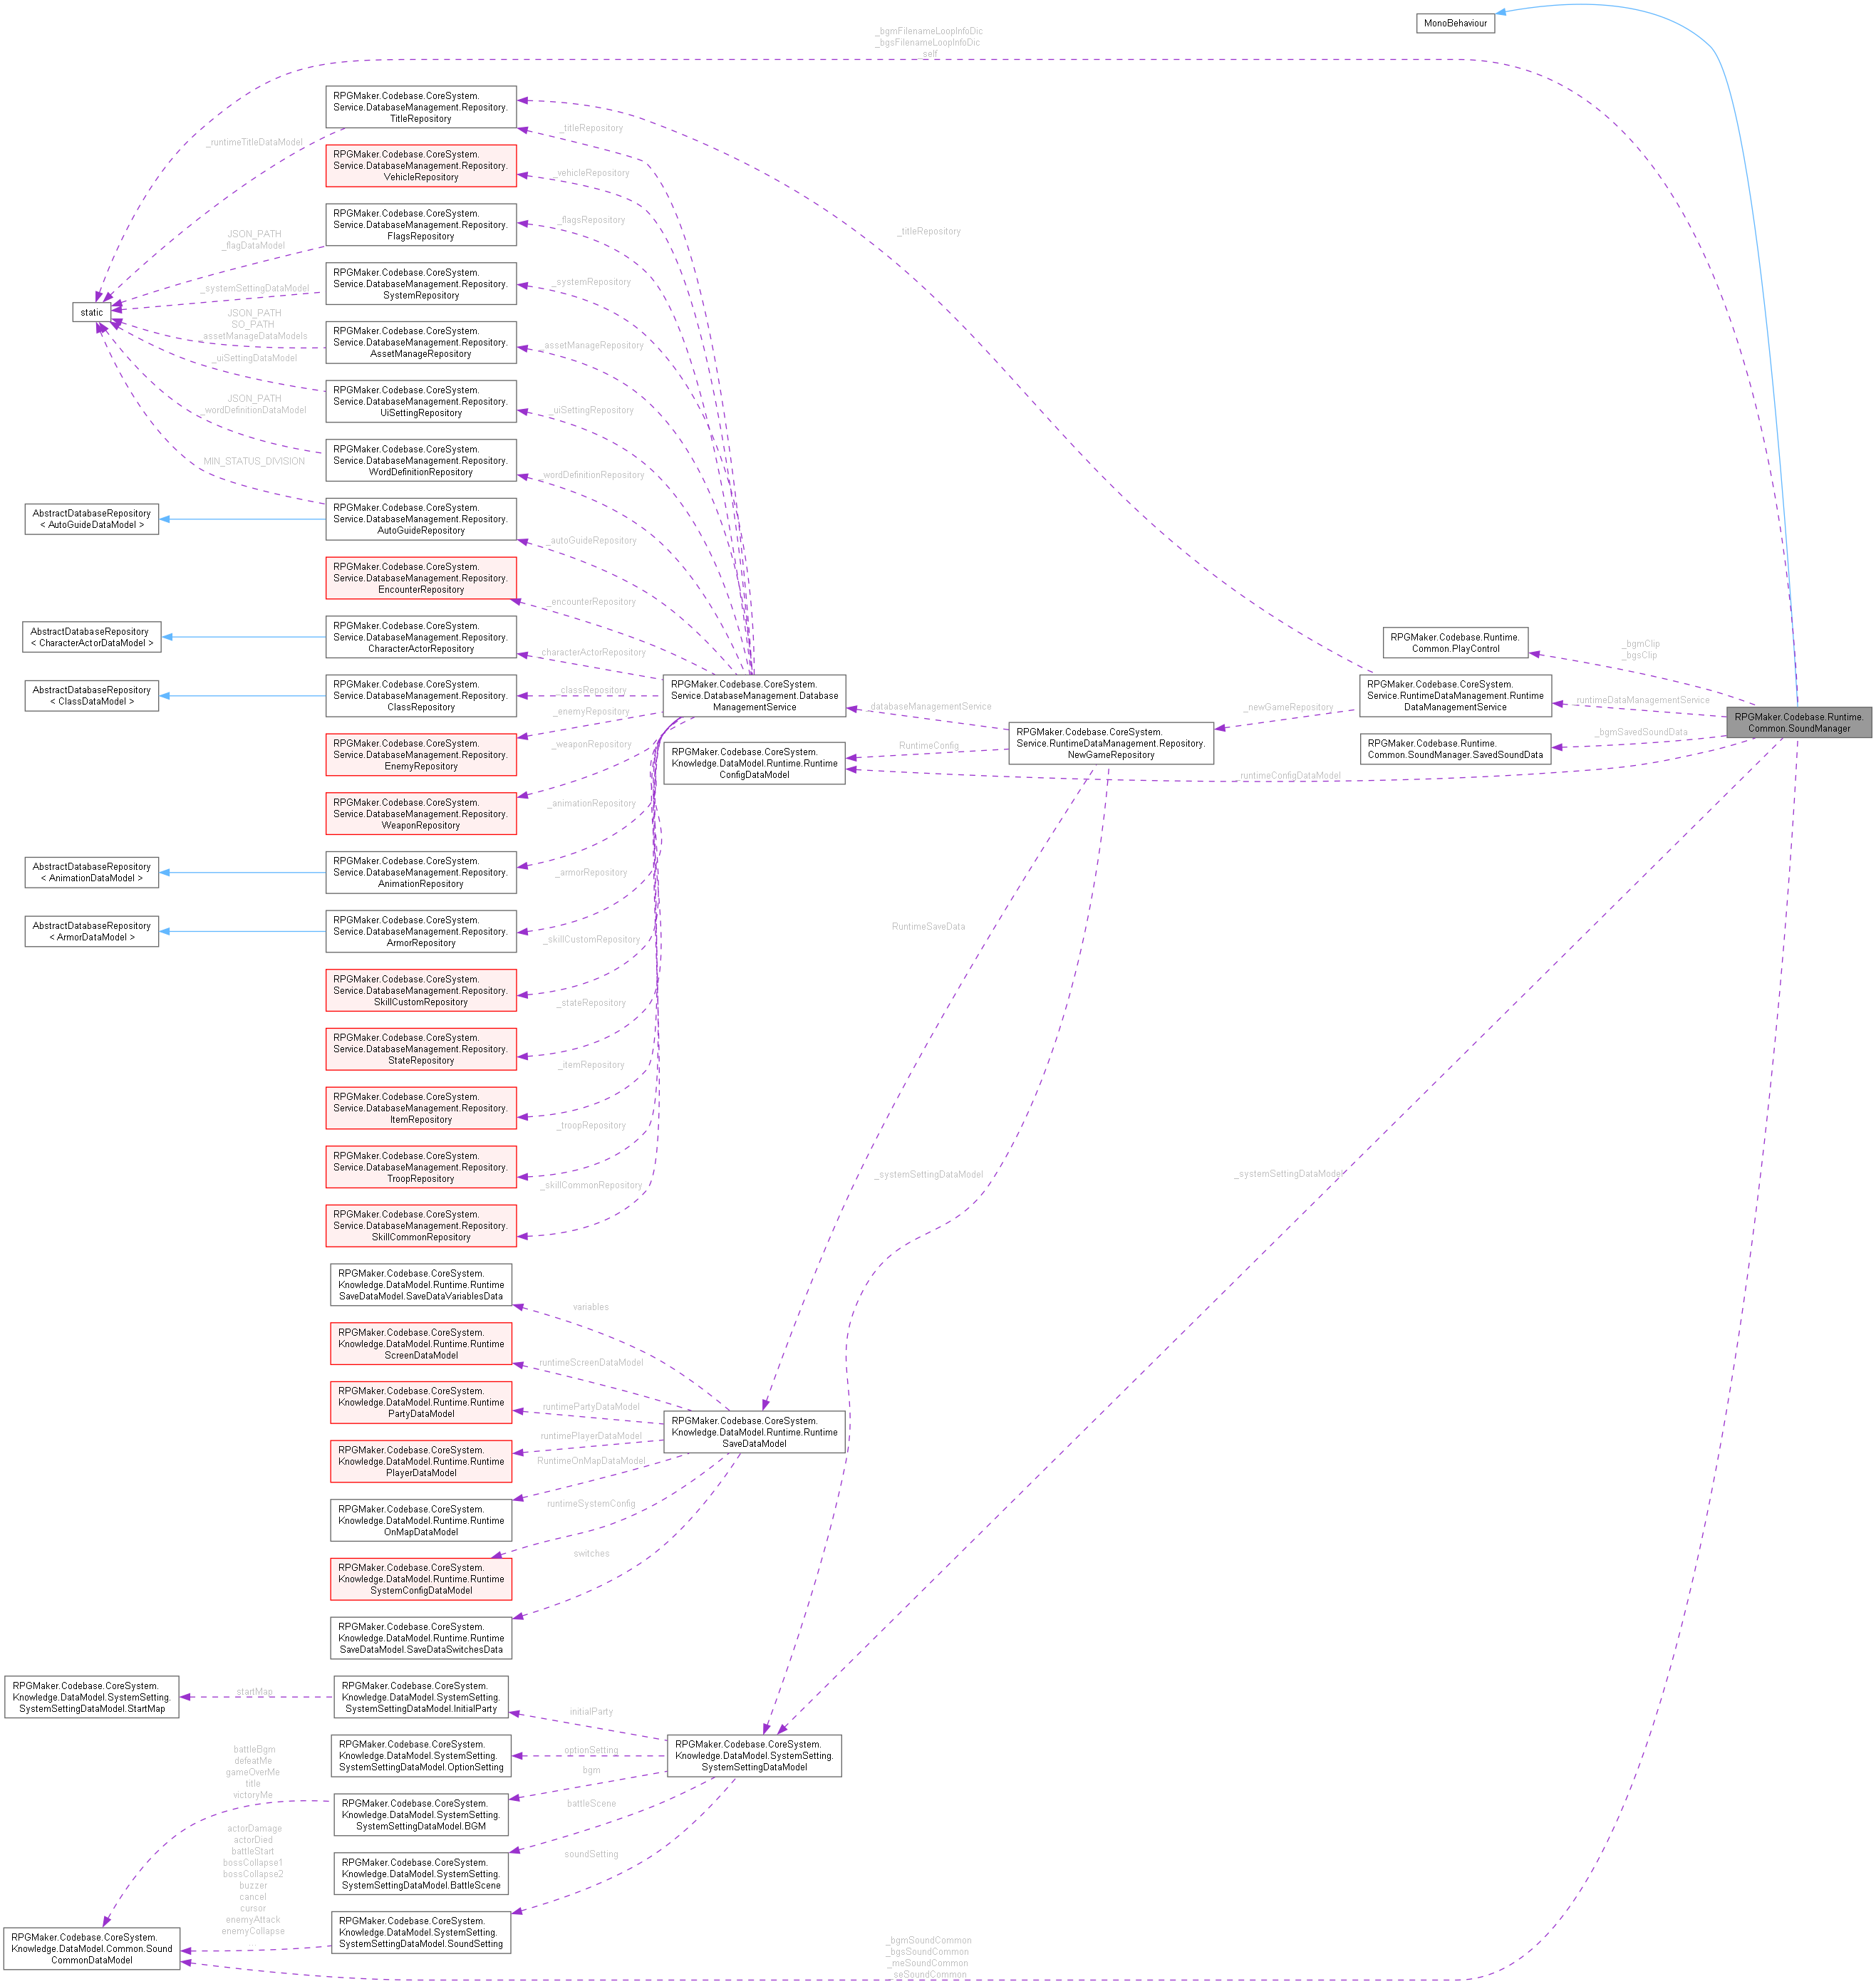 MonoBehaviour
_bgmFilenameLoopInfoDic
_bgsFilenameLoopInfoDic
_self
RPGMaker.Codebase.CoreSystem.
Service.DatabaseManagement.Repository.
TitleRepository
_titleRepository
_runtimeTitleDataModel
RPGMaker.Codebase.CoreSystem.
Service.DatabaseManagement.Repository.
VehicleRepository
_vehicleRepository
RPGMaker.Codebase.CoreSystem.
Service.DatabaseManagement.Repository.
FlagsRepository
_flagsRepository
_titleRepository
JSON_PATH
_flagDataModel
RPGMaker.Codebase.CoreSystem.
Service.DatabaseManagement.Repository.
SystemRepository
_systemRepository
_systemSettingDataModel
static
JSON_PATH
SO_PATH
_assetManageDataModels
RPGMaker.Codebase.CoreSystem.
Service.DatabaseManagement.Repository.
AssetManageRepository
_assetManageRepository
_uiSettingDataModel
RPGMaker.Codebase.CoreSystem.
Service.DatabaseManagement.Repository.
UiSettingRepository
_uiSettingRepository
JSON_PATH
_wordDefinitionDataModel
RPGMaker.Codebase.CoreSystem.
Service.DatabaseManagement.Repository.
WordDefinitionRepository
_wordDefinitionRepository
MIN_STATUS_DIVISION
AbstractDatabaseRepository
< AutoGuideDataModel >
RPGMaker.Codebase.CoreSystem.
Service.DatabaseManagement.Repository.
AutoGuideRepository
_autoGuideRepository
RPGMaker.Codebase.CoreSystem.
Service.DatabaseManagement.Repository.
EncounterRepository
_encounterRepository
AbstractDatabaseRepository
< CharacterActorDataModel >
RPGMaker.Codebase.CoreSystem.
Service.DatabaseManagement.Repository.
CharacterActorRepository
_characterActorRepository
RPGMaker.Codebase.Runtime.
Common.PlayControl
_bgmClip
_bgsClip
AbstractDatabaseRepository
< ClassDataModel >
RPGMaker.Codebase.CoreSystem.
Service.DatabaseManagement.Repository.
ClassRepository
_classRepository
RPGMaker.Codebase.CoreSystem.
Service.DatabaseManagement.Database
ManagementService
_databaseManagementService
_newGameRepository
RPGMaker.Codebase.CoreSystem.
Service.RuntimeDataManagement.Runtime
DataManagementService
_runtimeDataManagementService
RPGMaker.Codebase.Runtime.
Common.SoundManager
RPGMaker.Codebase.CoreSystem.
Service.DatabaseManagement.Repository.
EnemyRepository
_enemyRepository
_weaponRepository
RPGMaker.Codebase.CoreSystem.
Knowledge.DataModel.Runtime.Runtime
ConfigDataModel
RuntimeConfig
RPGMaker.Codebase.CoreSystem.
Service.RuntimeDataManagement.Repository.
NewGameRepository
RPGMaker.Codebase.Runtime.
Common.SoundManager.SavedSoundData
_bgmSavedSoundData
_runtimeConfigDataModel
RPGMaker.Codebase.CoreSystem.
Service.DatabaseManagement.Repository.
WeaponRepository
_animationRepository
AbstractDatabaseRepository
< AnimationDataModel >
RPGMaker.Codebase.CoreSystem.
Service.DatabaseManagement.Repository.
AnimationRepository
_armorRepository
AbstractDatabaseRepository
< ArmorDataModel >
RPGMaker.Codebase.CoreSystem.
Service.DatabaseManagement.Repository.
ArmorRepository
_skillCustomRepository
RuntimeSaveData
RPGMaker.Codebase.CoreSystem.
Service.DatabaseManagement.Repository.
SkillCustomRepository
_stateRepository
RPGMaker.Codebase.CoreSystem.
Service.DatabaseManagement.Repository.
StateRepository
_itemRepository
RPGMaker.Codebase.CoreSystem.
Service.DatabaseManagement.Repository.
ItemRepository
_troopRepository
RPGMaker.Codebase.CoreSystem.
Service.DatabaseManagement.Repository.
TroopRepository
_skillCommonRepository
_systemSettingDataModel
_systemSettingDataModel
RPGMaker.Codebase.CoreSystem.
Service.DatabaseManagement.Repository.
SkillCommonRepository
RPGMaker.Codebase.CoreSystem.
Knowledge.DataModel.Runtime.Runtime
SaveDataModel.SaveDataVariablesData
variables
RPGMaker.Codebase.CoreSystem.
Knowledge.DataModel.Runtime.Runtime
ScreenDataModel
runtimeScreenDataModel
RPGMaker.Codebase.CoreSystem.
Knowledge.DataModel.Runtime.Runtime
PartyDataModel
runtimePartyDataModel
RPGMaker.Codebase.CoreSystem.
Knowledge.DataModel.Runtime.Runtime
SaveDataModel
RPGMaker.Codebase.CoreSystem.
Knowledge.DataModel.Runtime.Runtime
PlayerDataModel
runtimePlayerDataModel
RuntimeOnMapDataModel
RPGMaker.Codebase.CoreSystem.
Knowledge.DataModel.Runtime.Runtime
OnMapDataModel
runtimeSystemConfig
RPGMaker.Codebase.CoreSystem.
Knowledge.DataModel.Runtime.Runtime
SystemConfigDataModel
switches
RPGMaker.Codebase.CoreSystem.
Knowledge.DataModel.Runtime.Runtime
SaveDataModel.SaveDataSwitchesData
RPGMaker.Codebase.CoreSystem.
Knowledge.DataModel.SystemSetting.
SystemSettingDataModel.StartMap
startMap
RPGMaker.Codebase.CoreSystem.
Knowledge.DataModel.SystemSetting.
SystemSettingDataModel.InitialParty
initialParty
RPGMaker.Codebase.CoreSystem.
Knowledge.DataModel.SystemSetting.
SystemSettingDataModel.OptionSetting
optionSetting
RPGMaker.Codebase.CoreSystem.
Knowledge.DataModel.SystemSetting.
SystemSettingDataModel
battleBgm
defeatMe
gameOverMe
title
victoryMe
bgm
RPGMaker.Codebase.CoreSystem.
Knowledge.DataModel.SystemSetting.
SystemSettingDataModel.BGM
battleScene
actorDamage
actorDied
battleStart
bossCollapse1
bossCollapse2
buzzer
cancel
cursor
enemyAttack
enemyCollapse
RPGMaker.Codebase.CoreSystem.
Knowledge.DataModel.SystemSetting.
SystemSettingDataModel.BattleScene
soundSetting
RPGMaker.Codebase.CoreSystem.
Knowledge.DataModel.SystemSetting.
SystemSettingDataModel.SoundSetting
RPGMaker.Codebase.CoreSystem.
Knowledge.DataModel.Common.Sound
CommonDataModel
_bgmSoundCommon
_bgsSoundCommon
_meSoundCommon
_seSoundCommon